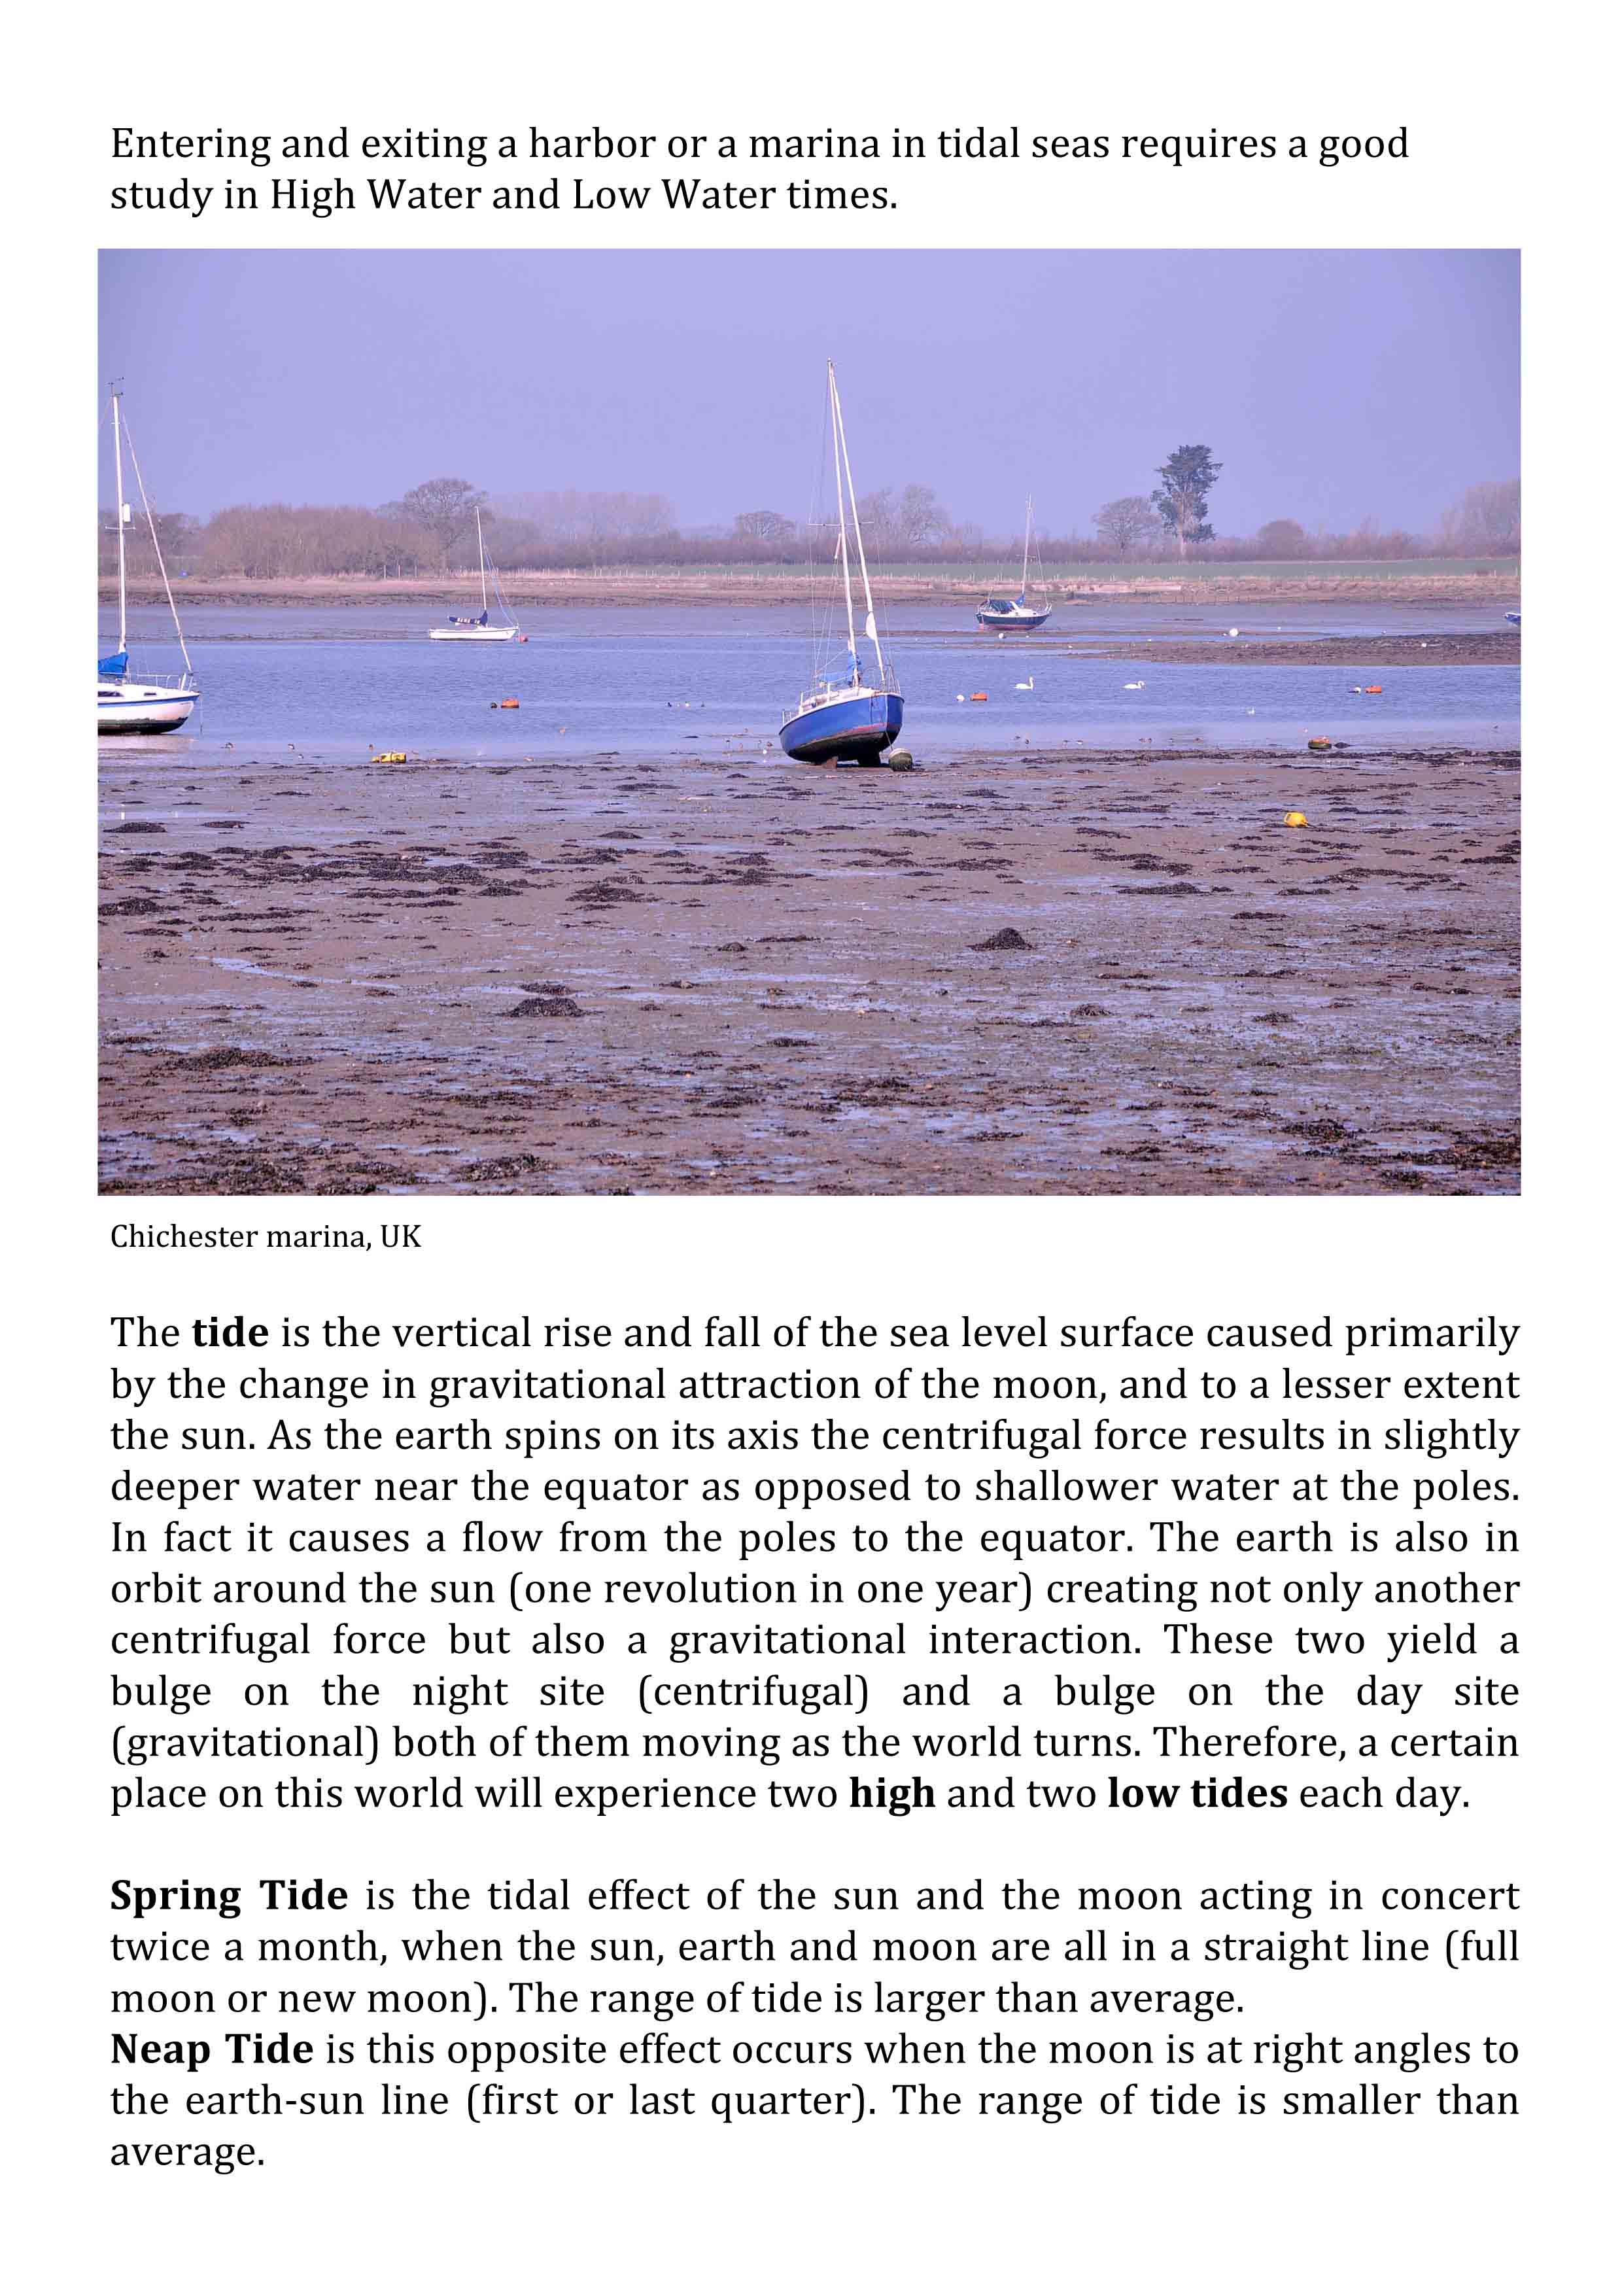 Entering and exiting a harbor or a marina in tidal seas requires a good
study in High Water and Low Water times.
Chichester marina, UK
The tide is the vertical rise and fall of the sea level surface caused primarily
by the change in gravitational attraction of the moon, and to a lesser extent
the sun. As the earth spins on its axis the centrifugal force results in slightly
deeper water near the equator as opposed to shallower water at the poles.
In fact it causes a flow from the poles to the equator. The earth is also in
orbit around the sun (one revolution in one year) creating not only another
centrifugal force but also a gravitational interaction. These two yield a
bulge on the night site (centrifugal) and a bulge on the day site
(gravitational) both of them moving as the world turns. Therefore, a certain
place on this world will experience two high and two low tides each day.
Spring Tide is the tidal effect of the sun and the moon acting in concert
twice a month, when the sun, earth and moon are all in a straight line (full
moon or new moon). The range of tide is larger than average.
Neap Tide is this opposite effect occurs when the moon is at right angles to
the earth-sun line (first or last quarter). The range of tide is smaller than
average.